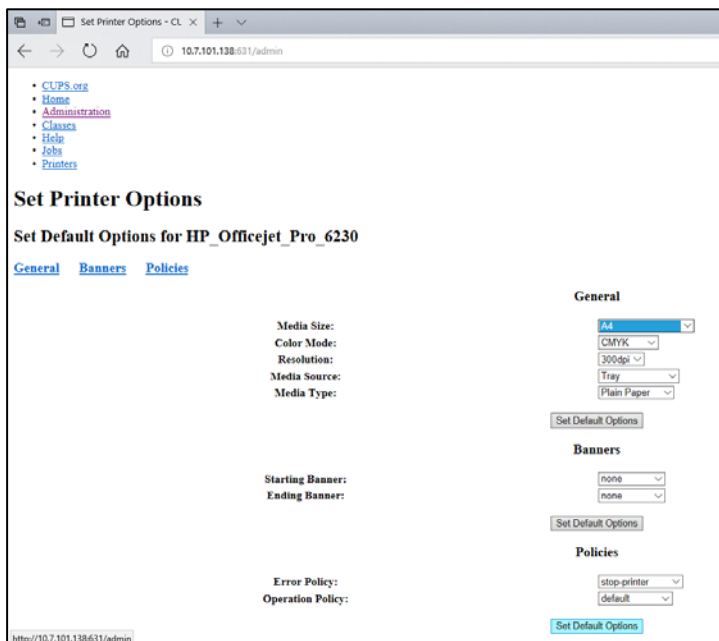 Set Printer Options - CL
10.7.101.138:631/admin
CUPS.org
Home
Administration
Classes
Help
Jobs
Printers
Set Printer Options
Set Default Options for HP_Officejet_Pro_6230
General Banners Policies
General
Media Size: A4
Color Mode: CMYK
Resolution: 300dpi
Media Source: Tray
Media Type: Plain Paper
Set Default Options
Banners
Starting Banner: none
Ending Banner: none
Set Default Options
Policies
Error Policy: stop-printer
Operation Policy: default
Set Default Options
http://10.7.101.138:631/admin